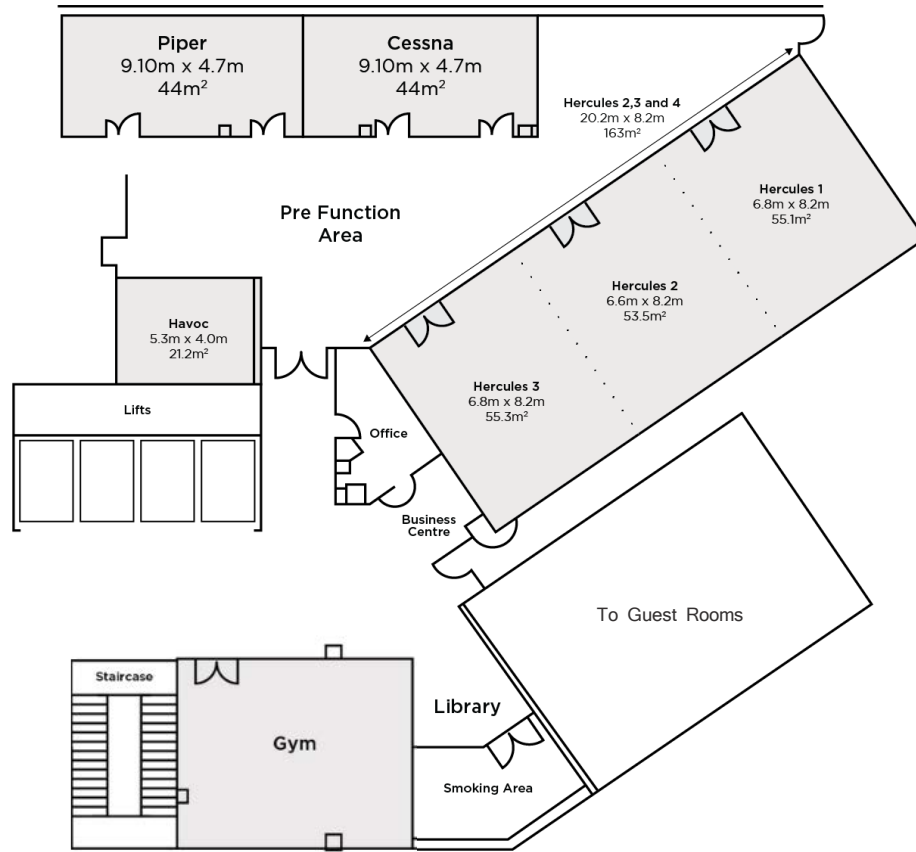 Piper
9.10m x 4.7m
44m²
Cessna
9.10m x 4.7m
44m²
Hercules 2,3 and 4
20.2m x 8.2m
163m²
Hercules 1
6.8m x 8.2m
55.1m²
Pre Function
Area
Hercules 2
6.6m x 8.2m
53.5m²
Havoc
5.3m x 4.0m
21.2m²
Hercules 3
6.8m x 8.2m
55.3m²
Lifts
Office
Business
Centre
To Guest Rooms
Staircase
Gym
Library
Smoking Area